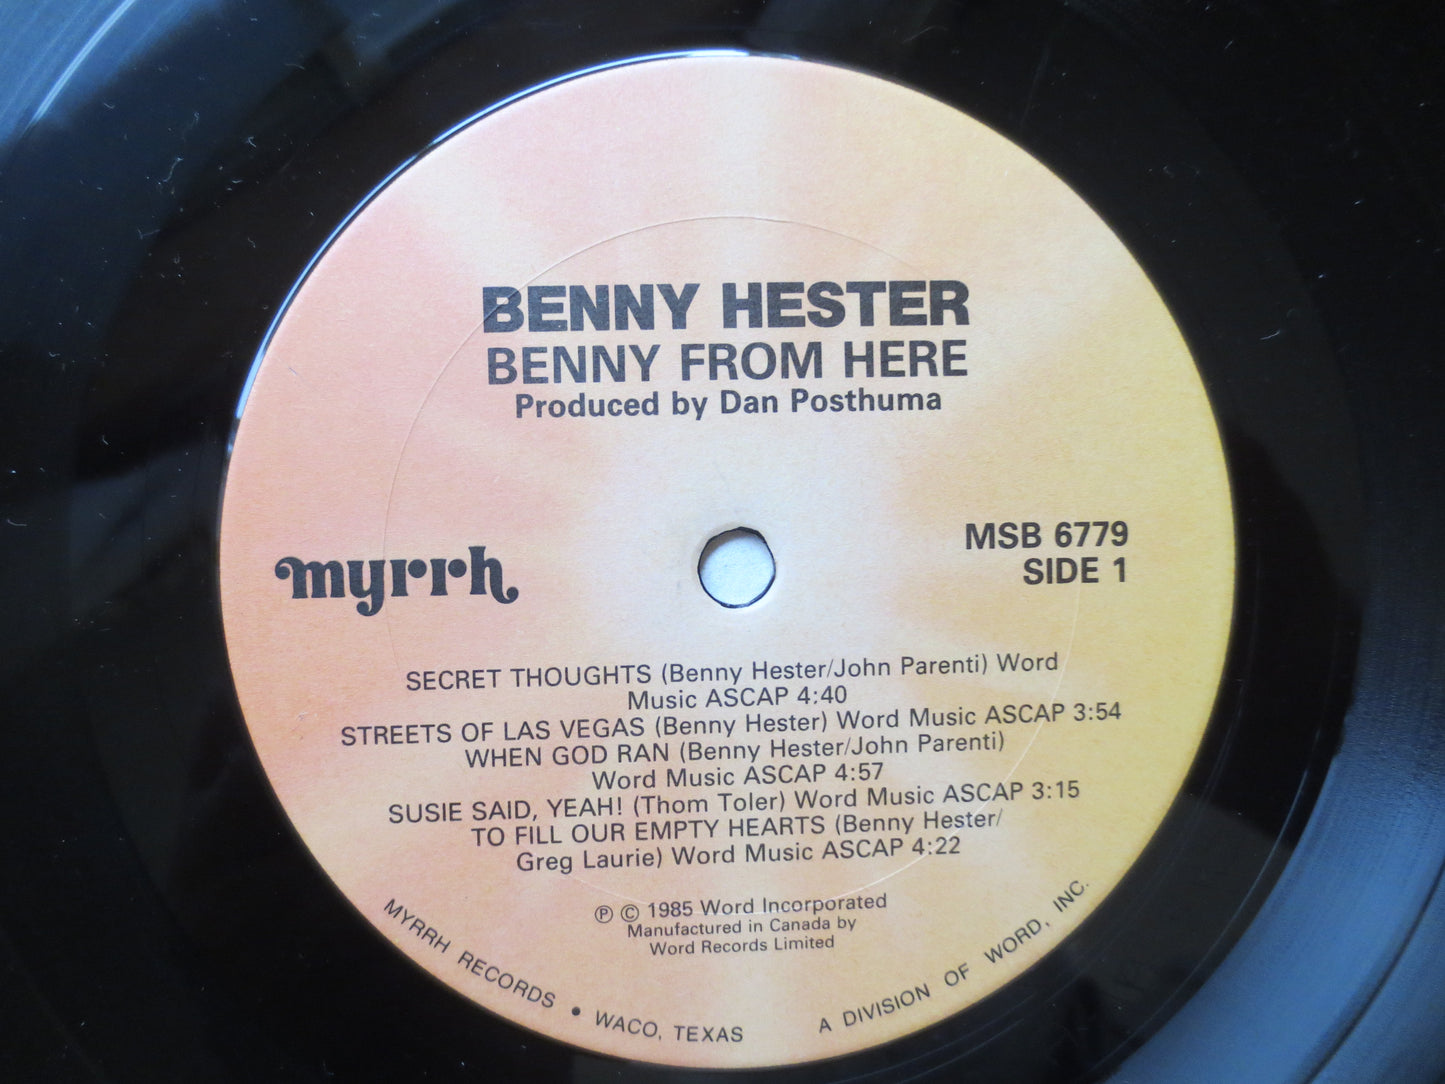 BENNY HESTER
BENNY FROM HERE
Produced by Dan Posthuma
myrrh
MSB 6779
SIDE 1
SECRET THOUGHTS (Benny Hester/John Parenti) Word
Music ASCAP 4:40
STREETS OF LAS VEGAS (Benny Hester) Word Music ASCAP 3:54
WHEN GOD RAN (Benny Hester/John Parenti)
Word Music ASCAP 4:57
SUSIE SAID, YEAH! (Thom Toler) Word Music ASCAP 3:15
TO FILL OUR EMPTY HEARTS (Benny Hester/
Greg Laurie) Word Music ASCAP 4:22
℗ © 1985 Word Incorporated
Manufactured in Canada by
Word Records Limited
MYRRH RECORDS • WACO, TEXAS A DIVISION OF WORD, INC.